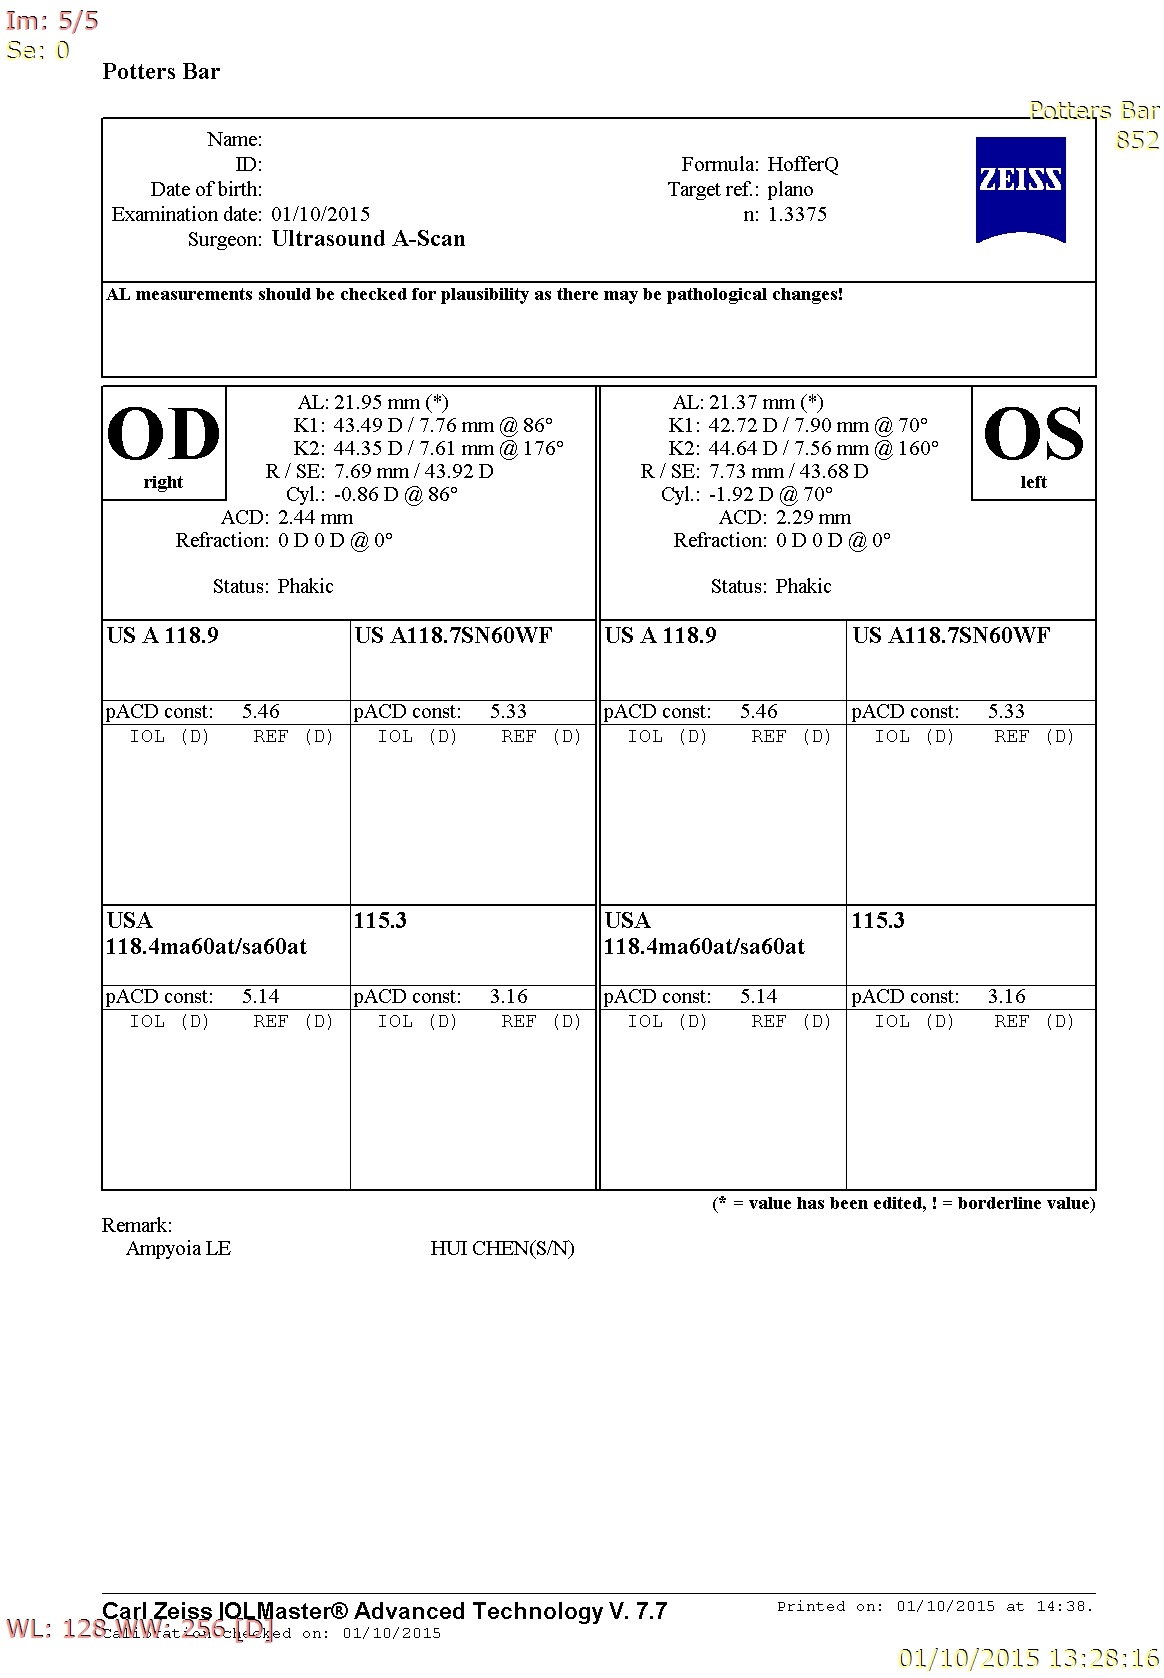 Im: 5/5
Se: 0
Potters Bar
Potters Bar
852
Name:
ID:
Date of birth:
Examination date: 01/10/2015
Surgeon: Ultrasound A-Scan
Formula: HofferQ
Target ref.: plano
n: 1.3375
ZEISS
AL measurements should be checked for plausibility as there may be pathological changes!
OD
right
AL: 21.95 mm (*)
K1: 43.49 D / 7.76 mm @ 86°
K2: 44.35 D / 7.61 mm @ 176°
R / SE: 7.69 mm / 43.92 D
Cyl.: -0.86 D @ 86°
ACD: 2.44 mm
Refraction: 0 D 0 D @ 0°
Status: Phakic
AL: 21.37 mm (*)
K1: 42.72 D / 7.90 mm @ 70°
K2: 44.64 D / 7.56 mm @ 160°
R / SE: 7.73 mm / 43.68 D
Cyl.: -1.92 D @ 70°
ACD: 2.29 mm
Refraction: 0 D 0 D @ 0°
Status: Phakic
OS
left
US A 118.9 US A118.7SN60WF US A 118.9 US A118.7SN60WF
pACD const: 5.46 pACD const: 5.33 pACD const: 5.46 pACD const: 5.33
IOL (D) REF (D) IOL (D) REF (D) IOL (D) REF (D) IOL (D) REF (D)
USA 115.3 USA 115.3
118.4ma60at/sa60at 118.4ma60at/sa60at
pACD const: 5.14 pACD const: 3.16 pACD const: 5.14 pACD const: 3.16
IOL (D) REF (D) IOL (D) REF (D) IOL (D) REF (D) IOL (D) REF (D)
(* = value has been edited, ! = borderline value)
Remark:
Ampyoia LE HUI CHEN(S/N)
Carl Zeiss IOLMaster® Advanced Technology V. 7.7
Printed on: 01/10/2015 at 14:38.
WL: 128 WW: 256 [D]
Calibration checked on: 01/10/2015
01/10/2015 13:28:16